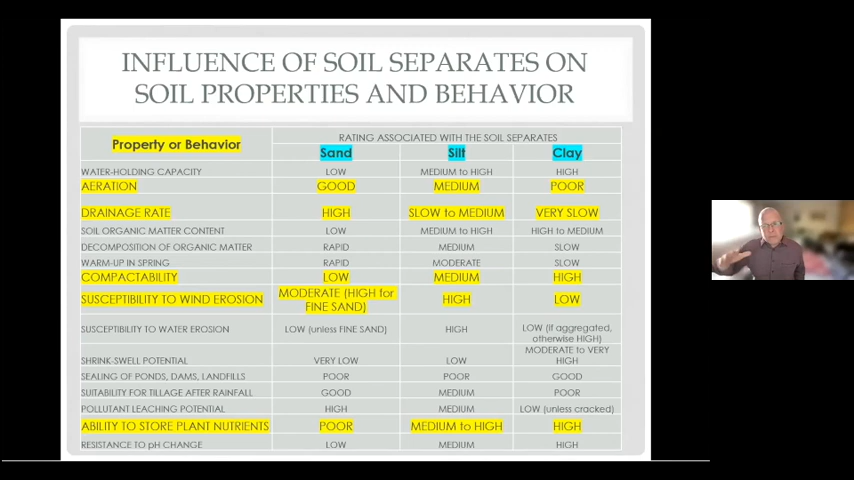 INFLUENCE OF SOIL SEPARATES ON
SOIL PROPERTIES AND BEHAVIOR
Property or Behavior
RATING ASSOCIATED WITH THE SOIL SEPARATES
Sand Silt Clay
WATER-HOLDING CAPACITY LOW MEDIUM to HIGH HIGH
AERATION GOOD MEDIUM POOR
DRAINAGE RATE HIGH SLOW to MEDIUM VERY SLOW
SOIL ORGANIC MATTER CONTENT LOW MEDIUM to HIGH HIGH to MEDIUM
DECOMPOSITION OF ORGANIC MATTER RAPID MEDIUM SLOW
WARM-UP IN SPRING RAPID MODERATE SLOW
COMPACTABILITY LOW MEDIUM HIGH
SUSCEPTIBILITY TO WIND EROSION MODERATE (HIGH for
FINE SAND) HIGH LOW
SUSCEPTIBILITY TO WATER EROSION LOW (unless FINE SAND) HIGH LOW (if aggregated,
otherwise HIGH)
SHRINK-SWELL POTENTIAL VERY LOW LOW MODERATE to VERY
HIGH
SEALING OF PONDS, DAMS, LANDFILLS POOR POOR GOOD
SUITABILITY FOR TILLAGE AFTER RAINFALL GOOD MEDIUM POOR
POLLUTANT LEACHING POTENTIAL HIGH MEDIUM LOW (unless cracked)
ABILITY TO STORE PLANT NUTRIENTS POOR MEDIUM to HIGH HIGH
RESISTANCE TO pH CHANGE LOW MEDIUM HIGH